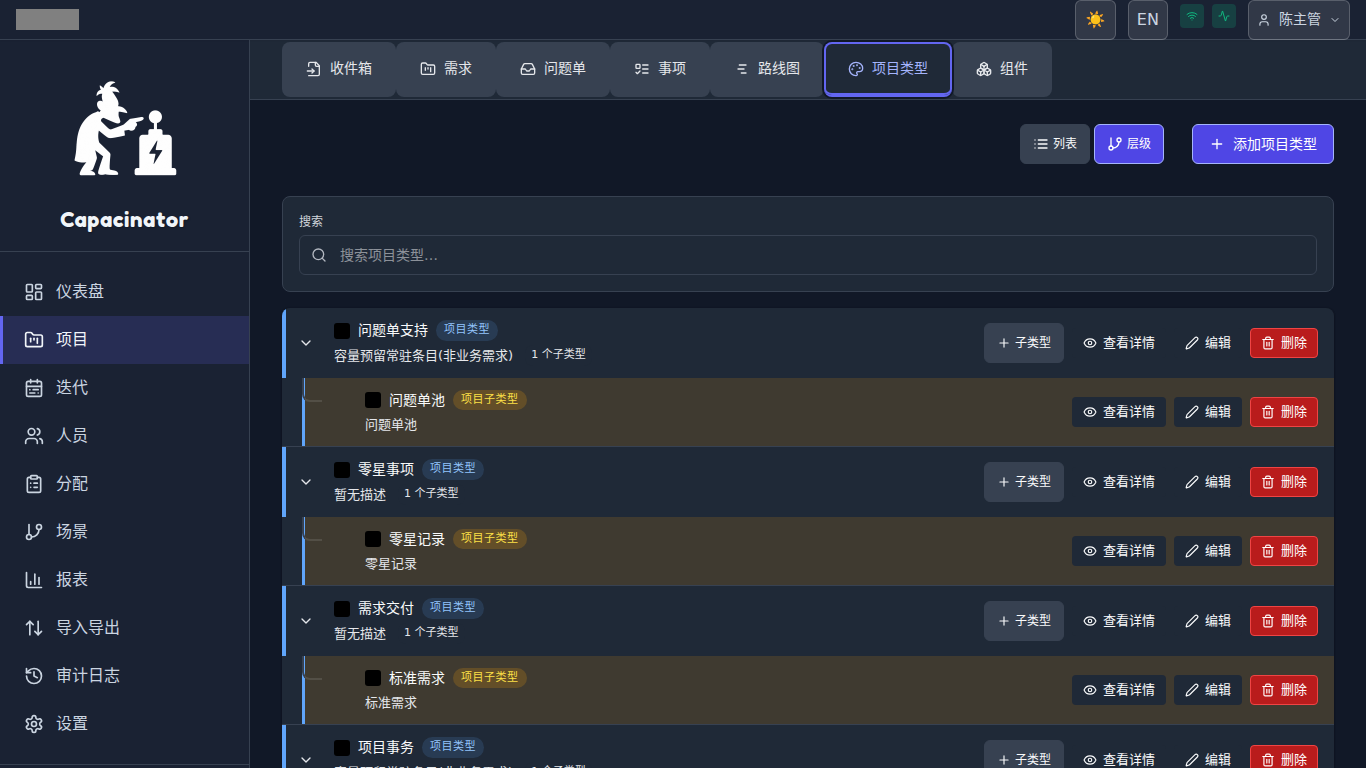 EN
陈主管
Capacinator
仪表盘
项目
迭代
人员
分配
场景
报表
导入导出
审计日志
设置
收件箱
需求
问题单
事项
路线图
项目类型
组件
列表
层级
添加项目类型
搜索
搜索项目类型...
问题单支持 项目类型
容量预留常驻条目(非业务需求) 1 个子类型
子类型 查看详情 编辑 删除
问题单池 项目子类型
问题单池
查看详情 编辑 删除
零星事项 项目类型
暂无描述 1 个子类型
子类型 查看详情 编辑 删除
零星记录 项目子类型
零星记录
查看详情 编辑 删除
需求交付 项目类型
暂无描述 1 个子类型
子类型 查看详情 编辑 删除
标准需求 项目子类型
标准需求
查看详情 编辑 删除
项目事务 项目类型
子类型 查看详情 编辑 删除